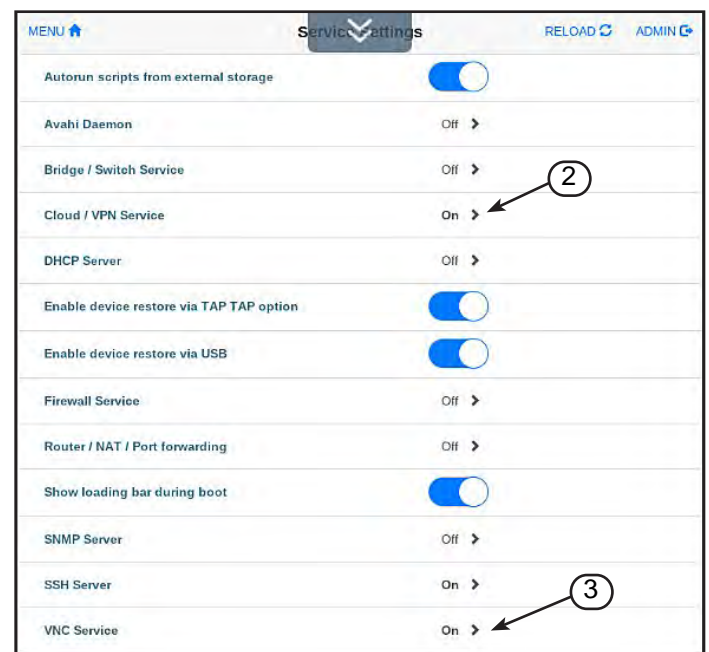 MENU Service Settings RELOAD ADMIN
Autorun scripts from external storage
Avahi Daemon Off
Bridge / Switch Service Off
2
Cloud / VPN Service On
DHCP Server Off
Enable device restore via TAP TAP option
Enable device restore via USB
Firewall Service Off
Router / NAT / Port forwarding Off
Show loading bar during boot
SNMP Server Off
SSH Server On
3
VNC Service On